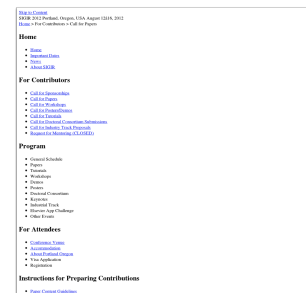 Skip to Content
SIGIR 2012 Portland, Oregon, USA August 12-16, 2012
Home > For Contributors > Call for Papers
Home
Home
Important Dates
News
About SIGIR
For Contributors
Call for Sponsorships
Call for Papers
Call for Workshops
Call for Posters/Demos
Call for Tutorials
Call for Doctoral Consortium Submissions
Call for Industry Track Proposals
Request for Mentoring (CLOSED)
Program
General Schedule
Papers
Tutorials
Workshops
Demos
Posters
Doctoral Consortium
Keynotes
Industrial Track
Elsevier App Challenge
Other Events
For Attendees
Conference Venue
Accommodation
About Portland Oregon
Visa Application
Registration
Instructions for Preparing Contributions
Paper Content Guidelines